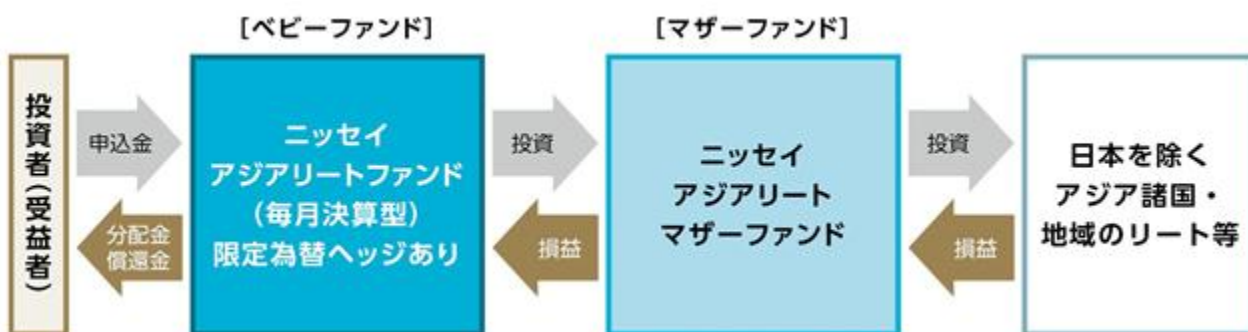 [ベビーファンド]
[マザーファンド]
投資者(受益者)
申込金
分配金
償還金
ニッセイ
アジアリートファンド
(毎月決算型)
限定為替ヘッジあり
投資
損益
ニッセイ
アジアリート
マザーファンド
投資
損益
日本を除く
アジア諸国・
地域のリート等